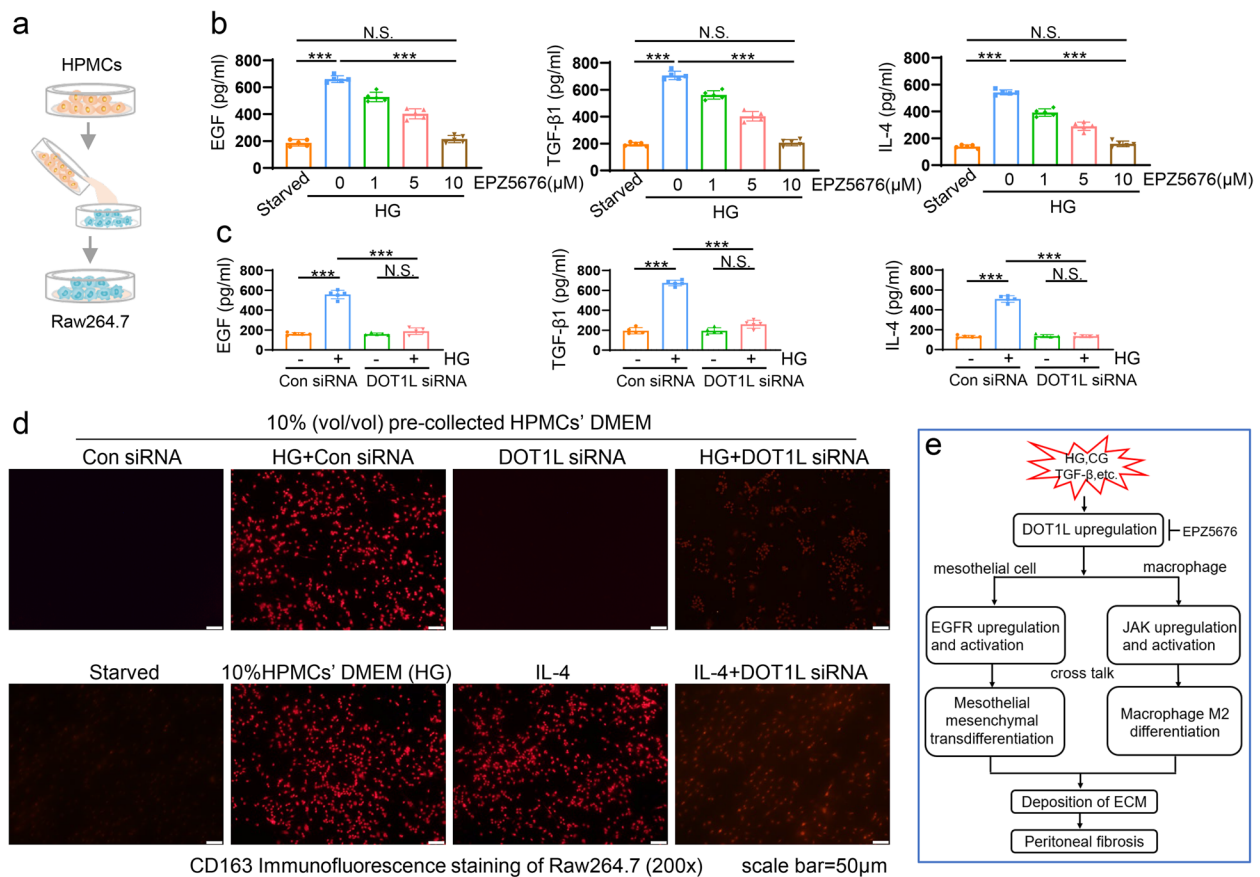 a
HPMCs
Raw264.7
b
N.S.
*** ***
EGF (pg/ml)
800
600
400
200
0
Starved 0 1 5 10 EPZ5676(μM)
HG
N.S.
*** ***
TGF-β1 (pg/ml)
800
600
400
200
0
Starved 0 1 5 10 EPZ5676(μM)
HG
N.S.
*** ***
IL-4 (pg/ml)
800
600
400
200
0
Starved 0 1 5 10 EPZ5676(μM)
HG
c
***
*** N.S.
EGF (pg/ml)
800
600
400
200
0
- + - + HG
Con siRNA DOT1L siRNA
***
*** N.S.
TGF-β1 (pg/ml)
800
600
400
200
0
- + - + HG
Con siRNA DOT1L siRNA
***
*** N.S.
IL-4 (pg/ml)
800
600
400
200
0
- + - + HG
Con siRNA DOT1L siRNA
d
10% (vol/vol) pre-collected HPMCs' DMEM
Con siRNA HG+Con siRNA DOT1L siRNA HG+DOT1L siRNA
Starved 10%HPMCs' DMEM (HG) IL-4 IL-4+DOT1L siRNA
CD163 Immunofluorescence staining of Raw264.7 (200x) scale bar=50μm
e
HG,CG
TGF-β,etc.
DOT1L upregulation EPZ5676
mesothelial cell macrophage
EGFR upregulation
and activation
JAK upregulation
and activation
cross talk
Mesothelial
mesenchymal
transdifferentiation
Macrophage M2
differentiation
Deposition of ECM
Peritoneal fibrosis